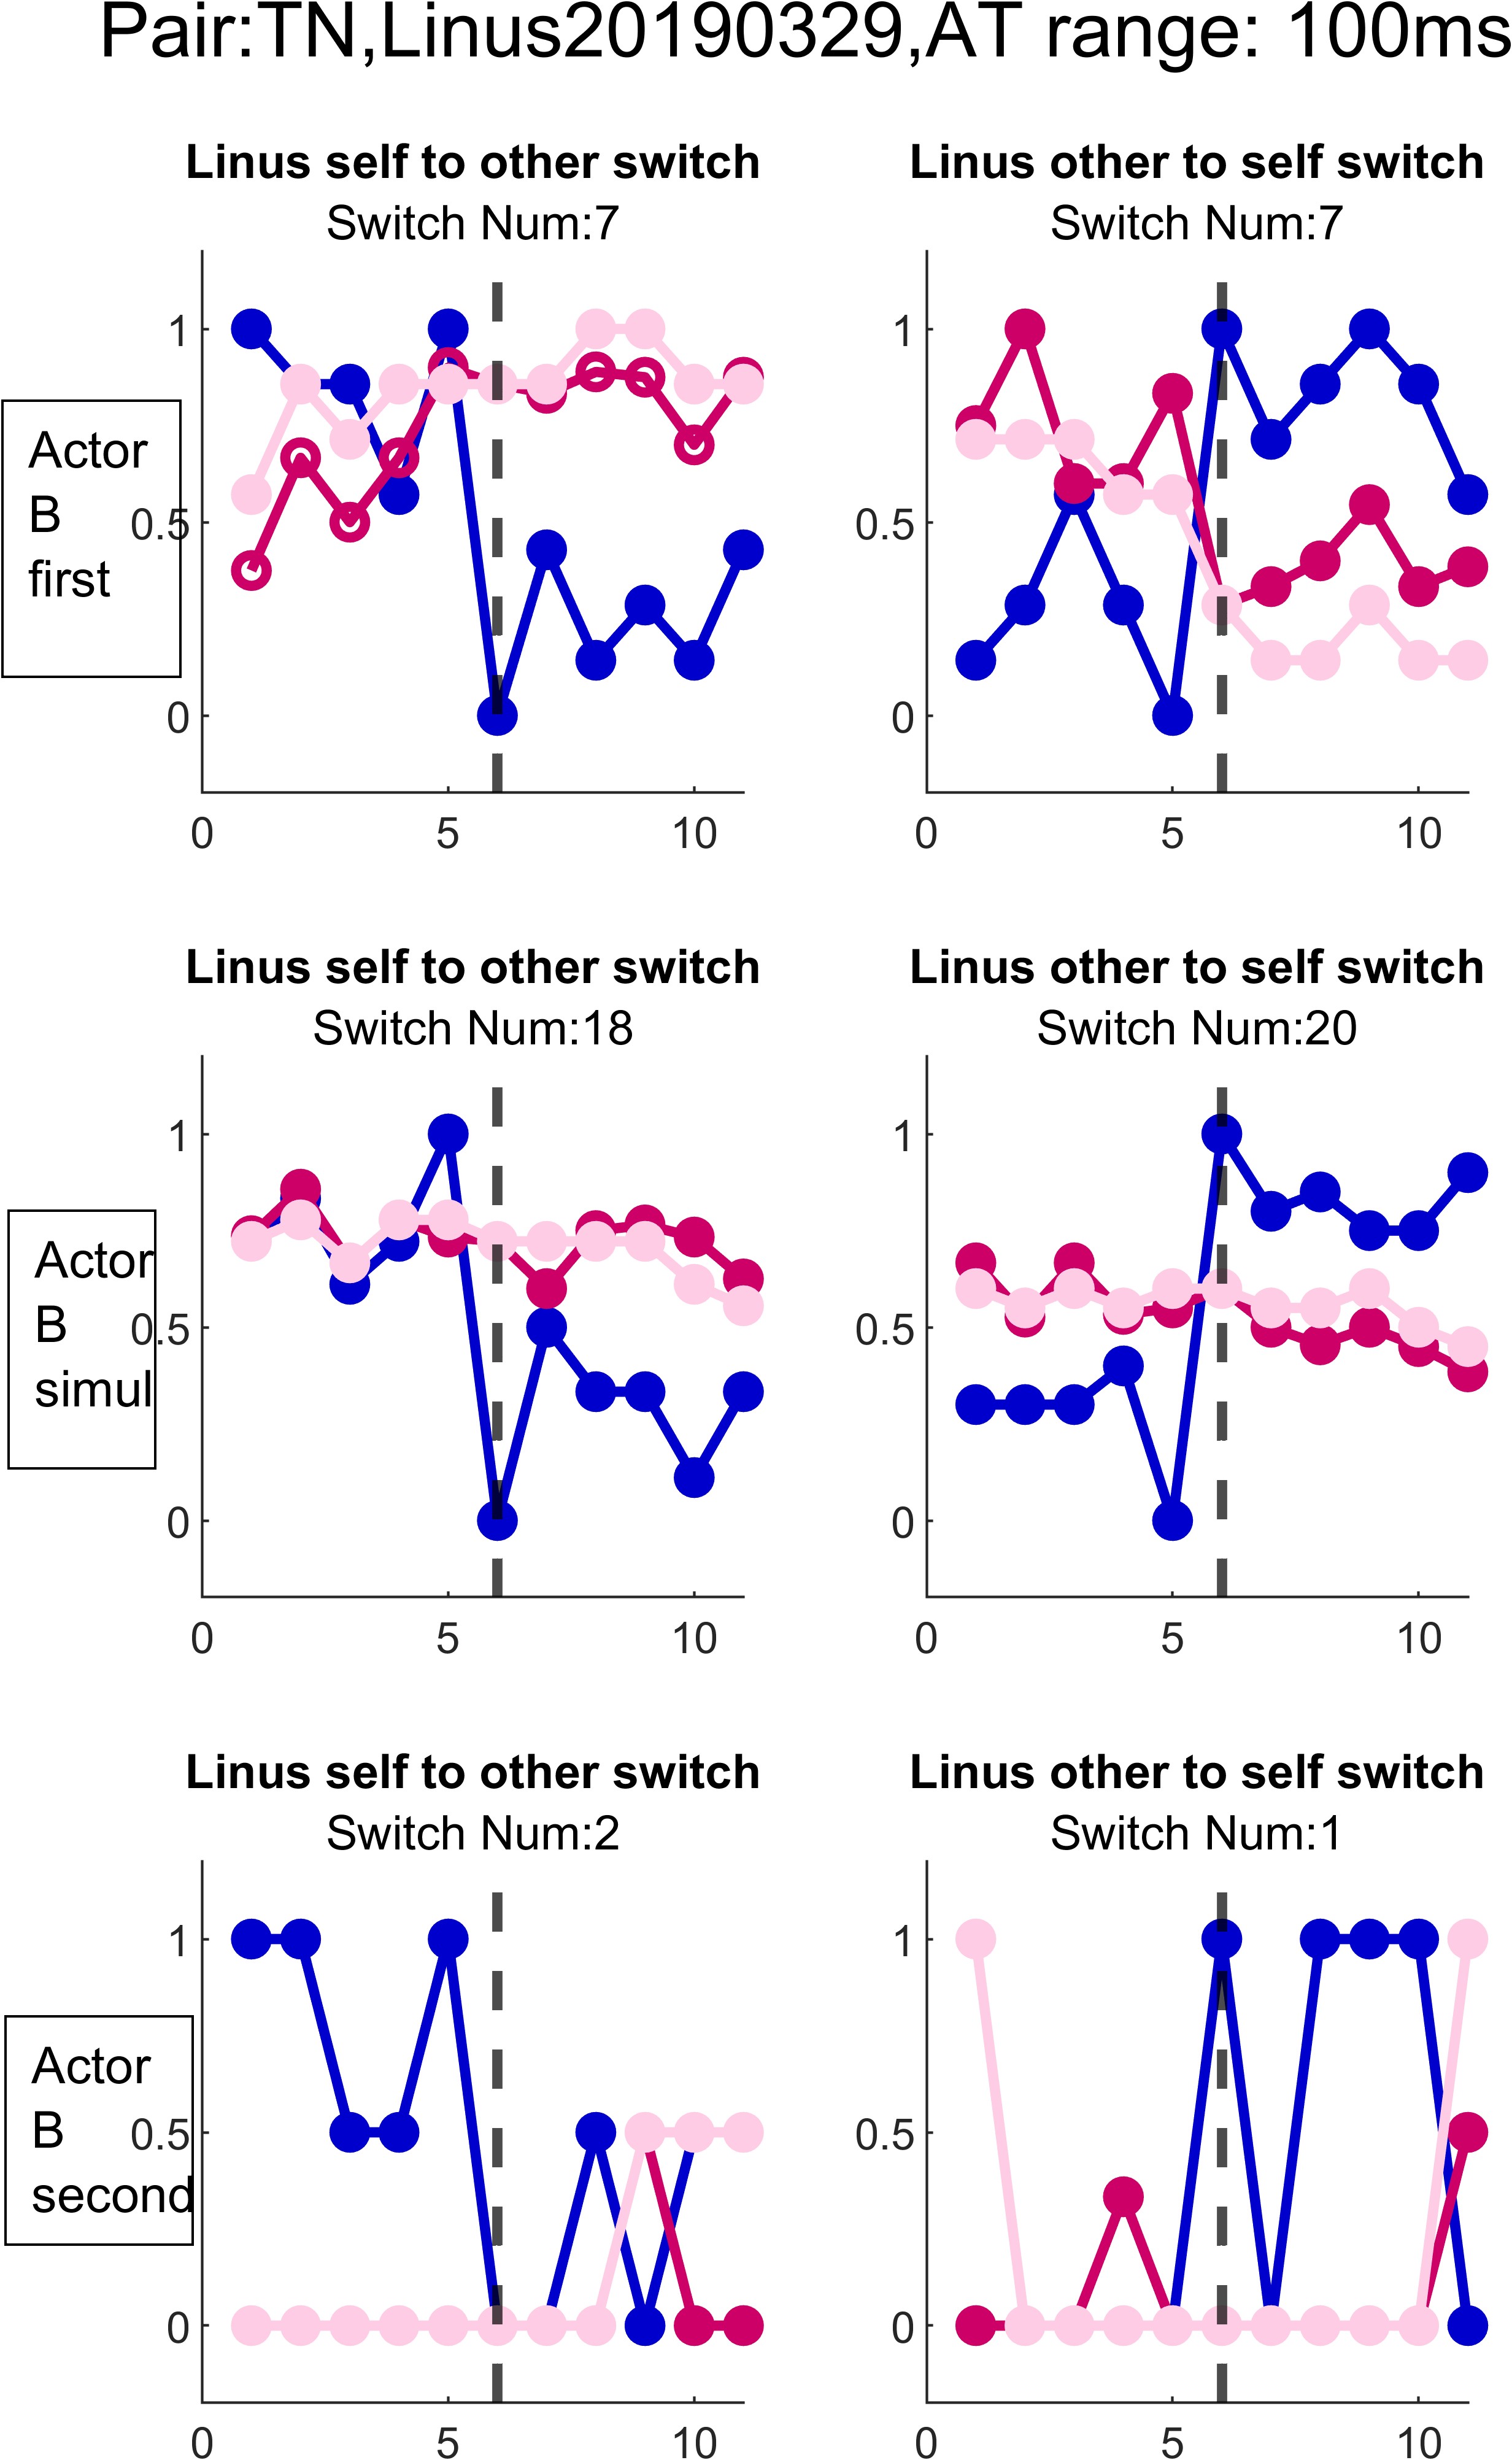 Pair:TN,Linus20190329,AT range: 100ms
Linus self to other switch
Switch Num:7
1
0.5
0
0
5
10
Actor
B
first
Linus other to self switch
Switch Num:7
1
0.5
0
0
5
10
Linus self to other switch
Switch Num:18
1
0.5
0
0
5
10
Actor
B
simul
Linus other to self switch
Switch Num:20
1
0.5
0
0
5
10
Linus self to other switch
Switch Num:2
1
0.5
0
0
5
10
Actor
B
second
Linus other to self switch
Switch Num:1
1
0.5
0
0
5
10